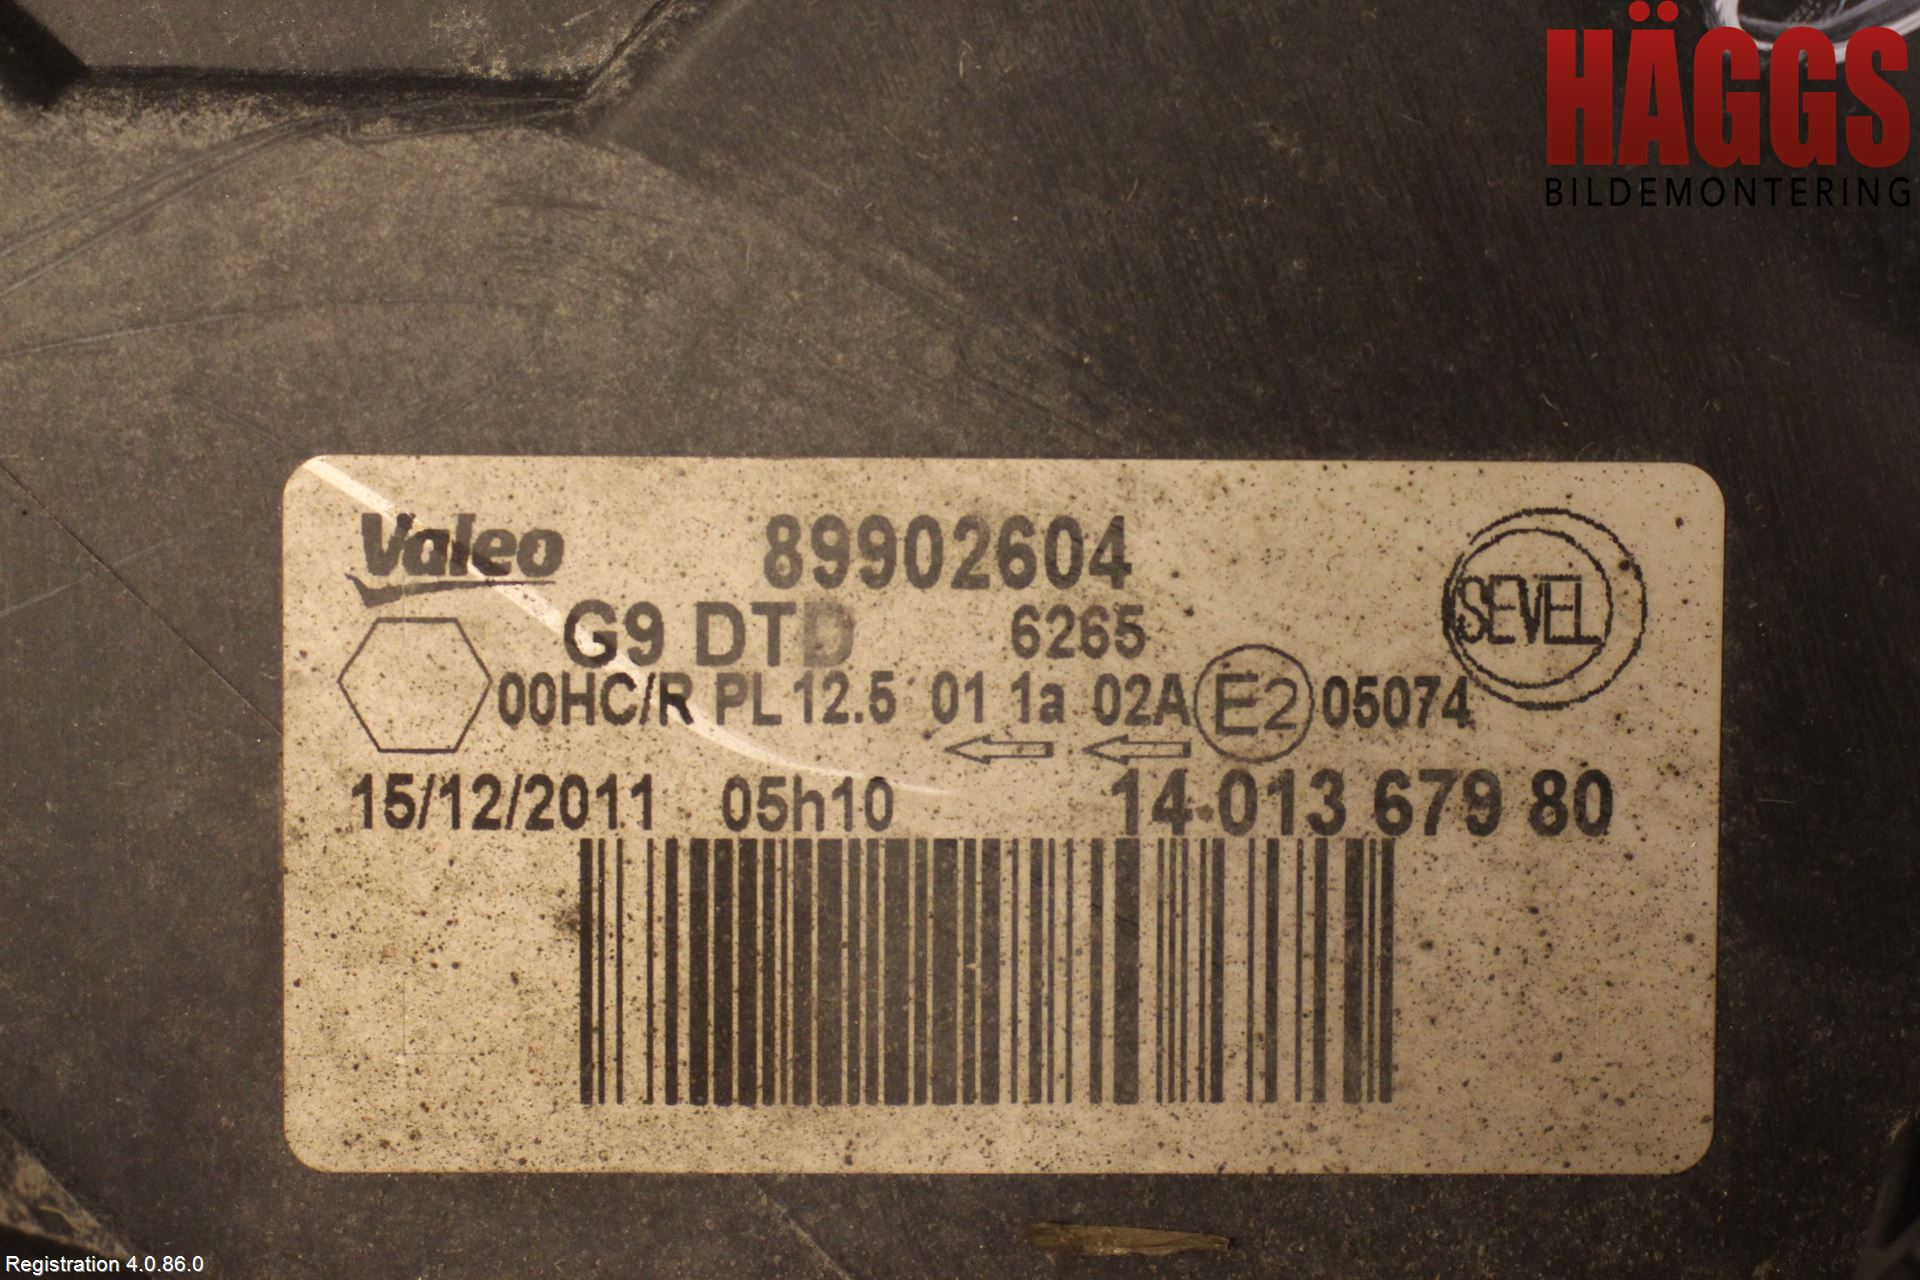 HÄGGS
BILDEMONTERING
Valeo 89902604
SEVEL
G9 DTD 6265
00HC/R PL 12.5 01 1a 02A E2 05074
15/12/2011 05h10 14-013 679 80
Registration 4.0.86.0